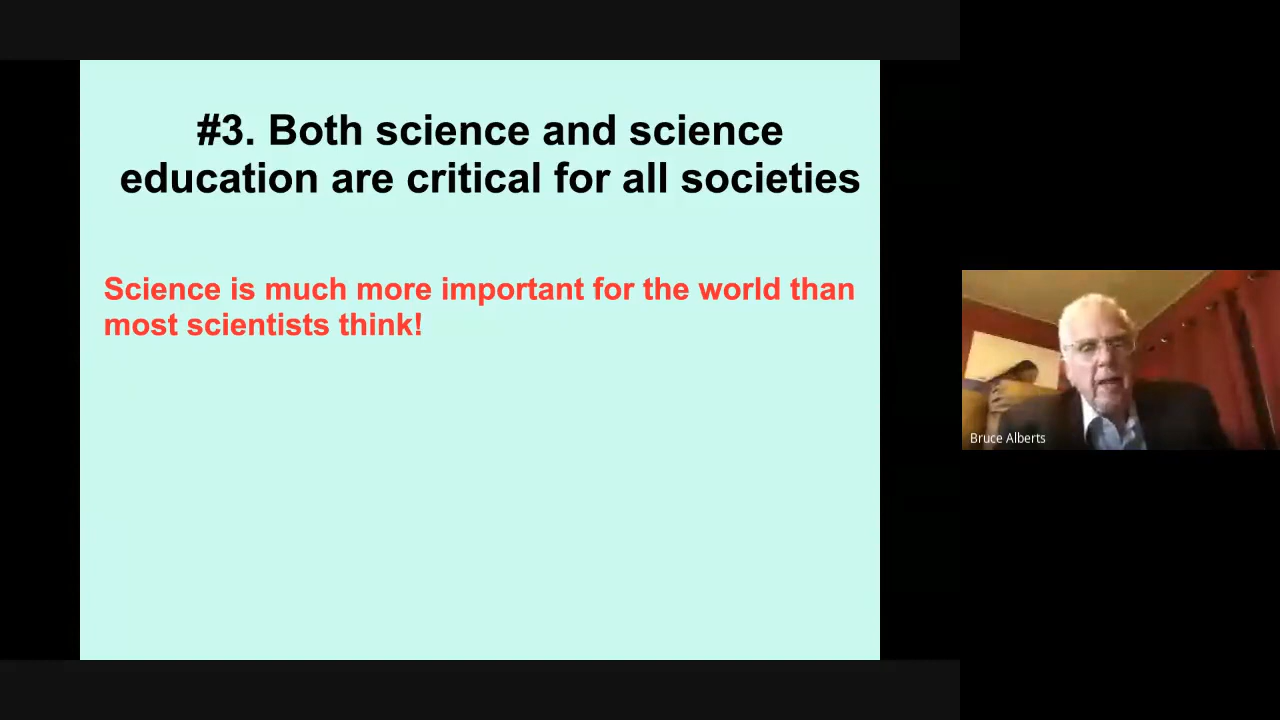 #3. Both science and science
education are critical for all societies
Science is much more important for the world than
most scientists think!
Bruce Alberts